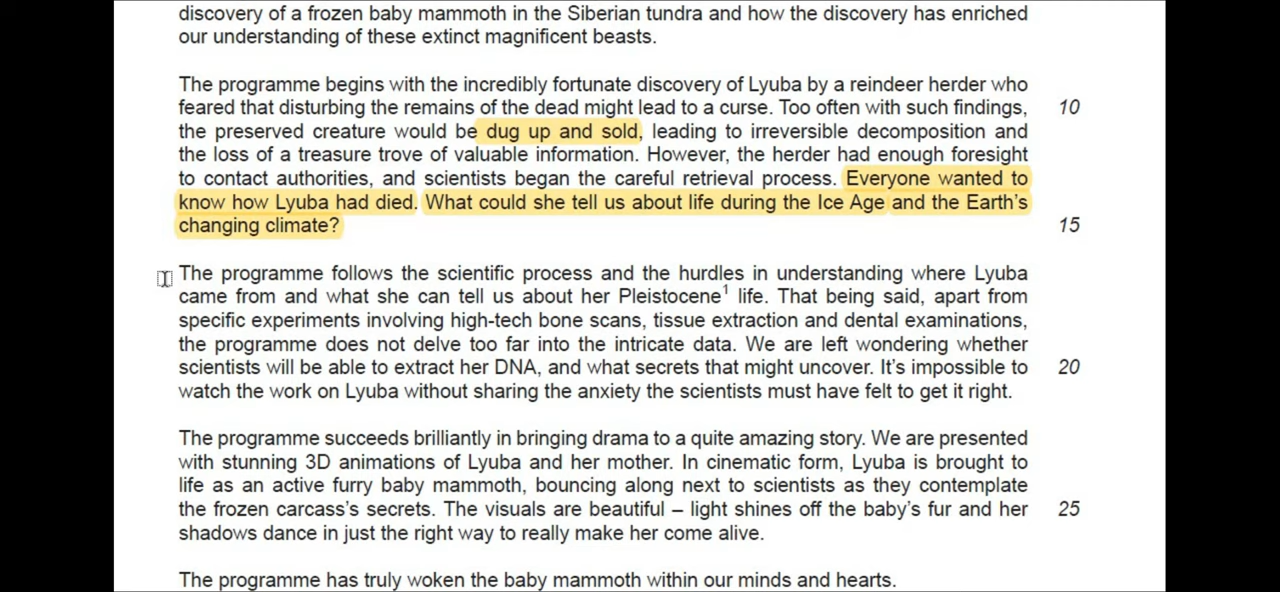 discovery of a frozen baby mammoth in the Siberian tundra and how the discovery has enriched
our understanding of these extinct magnificent beasts.
The programme begins with the incredibly fortunate discovery of Lyuba by a reindeer herder who
feared that disturbing the remains of the dead might lead to a curse. Too often with such findings, 10
the preserved creature would be dug up and sold, leading to irreversible decomposition and
the loss of a treasure trove of valuable information. However, the herder had enough foresight
to contact authorities, and scientists began the careful retrieval process. Everyone wanted to
know how Lyuba had died. What could she tell us about life during the Ice Age and the Earth's
changing climate? 15
The programme follows the scientific process and the hurdles in understanding where Lyuba
came from and what she can tell us about her Pleistocene¹ life. That being said, apart from
specific experiments involving high-tech bone scans, tissue extraction and dental examinations,
the programme does not delve too far into the intricate data. We are left wondering whether
scientists will be able to extract her DNA, and what secrets that might uncover. It's impossible to 20
watch the work on Lyuba without sharing the anxiety the scientists must have felt to get it right.
The programme succeeds brilliantly in bringing drama to a quite amazing story. We are presented
with stunning 3D animations of Lyuba and her mother. In cinematic form, Lyuba is brought to
life as an active furry baby mammoth, bouncing along next to scientists as they contemplate
the frozen carcass's secrets. The visuals are beautiful – light shines off the baby's fur and her 25
shadows dance in just the right way to really make her come alive.
The programme has truly woken the baby mammoth within our minds and hearts.